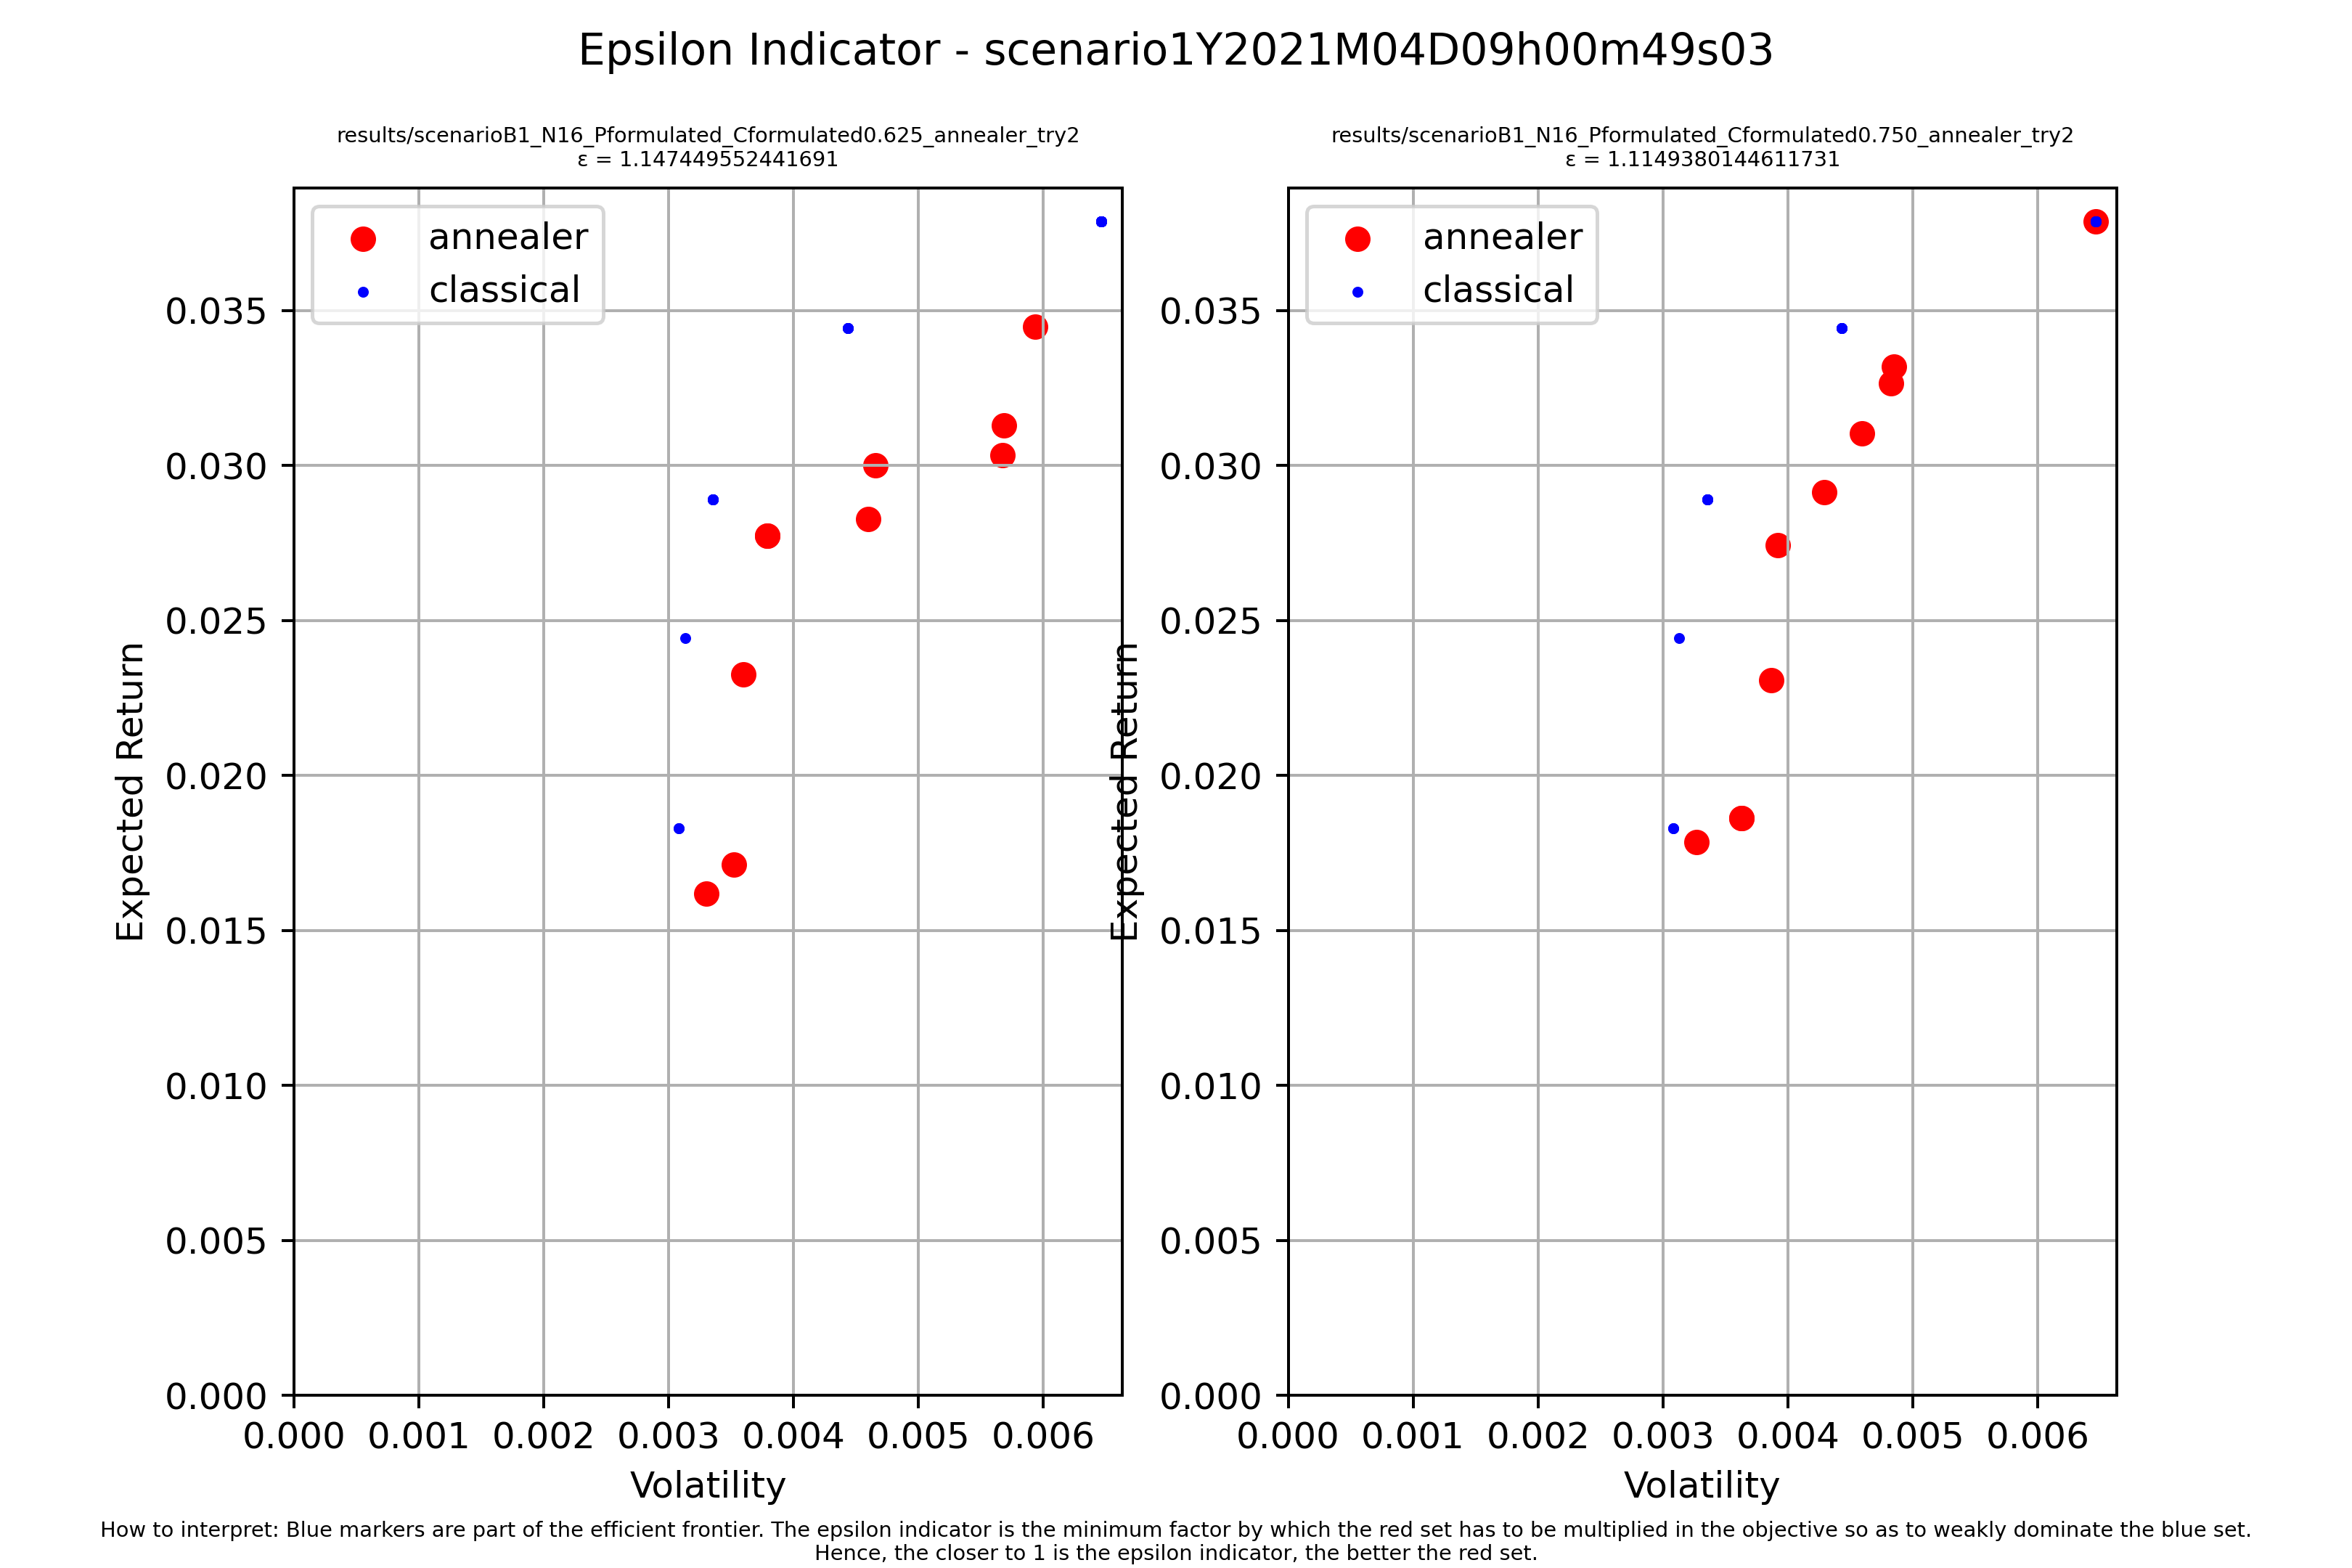 Epsilon Indicator - scenario1Y2021M04D09h00m49s03
results/scenarioB1_N16_Pformulated_Cformulated0.625_annealer_try2
ε = 1.147449552441691
annealer
classical
0.035
0.030
0.025
0.020
0.015
0.010
0.005
0.000
Expected Return
0.000 0.001 0.002 0.003 0.004 0.005 0.006
Volatility
results/scenarioB1_N16_Pformulated_Cformulated0.750_annealer_try2
ε = 1.1149380144611731
annealer
classical
0.035
0.030
0.025
0.020
0.015
0.010
0.005
0.000
Expected Return
0.000 0.001 0.002 0.003 0.004 0.005 0.006
Volatility
How to interpret: Blue markers are part of the efficient frontier. The epsilon indicator is the minimum factor by which the red set has to be multiplied in the objective so as to weakly dominate the blue set.
Hence, the closer to 1 is the epsilon indicator, the better the red set.